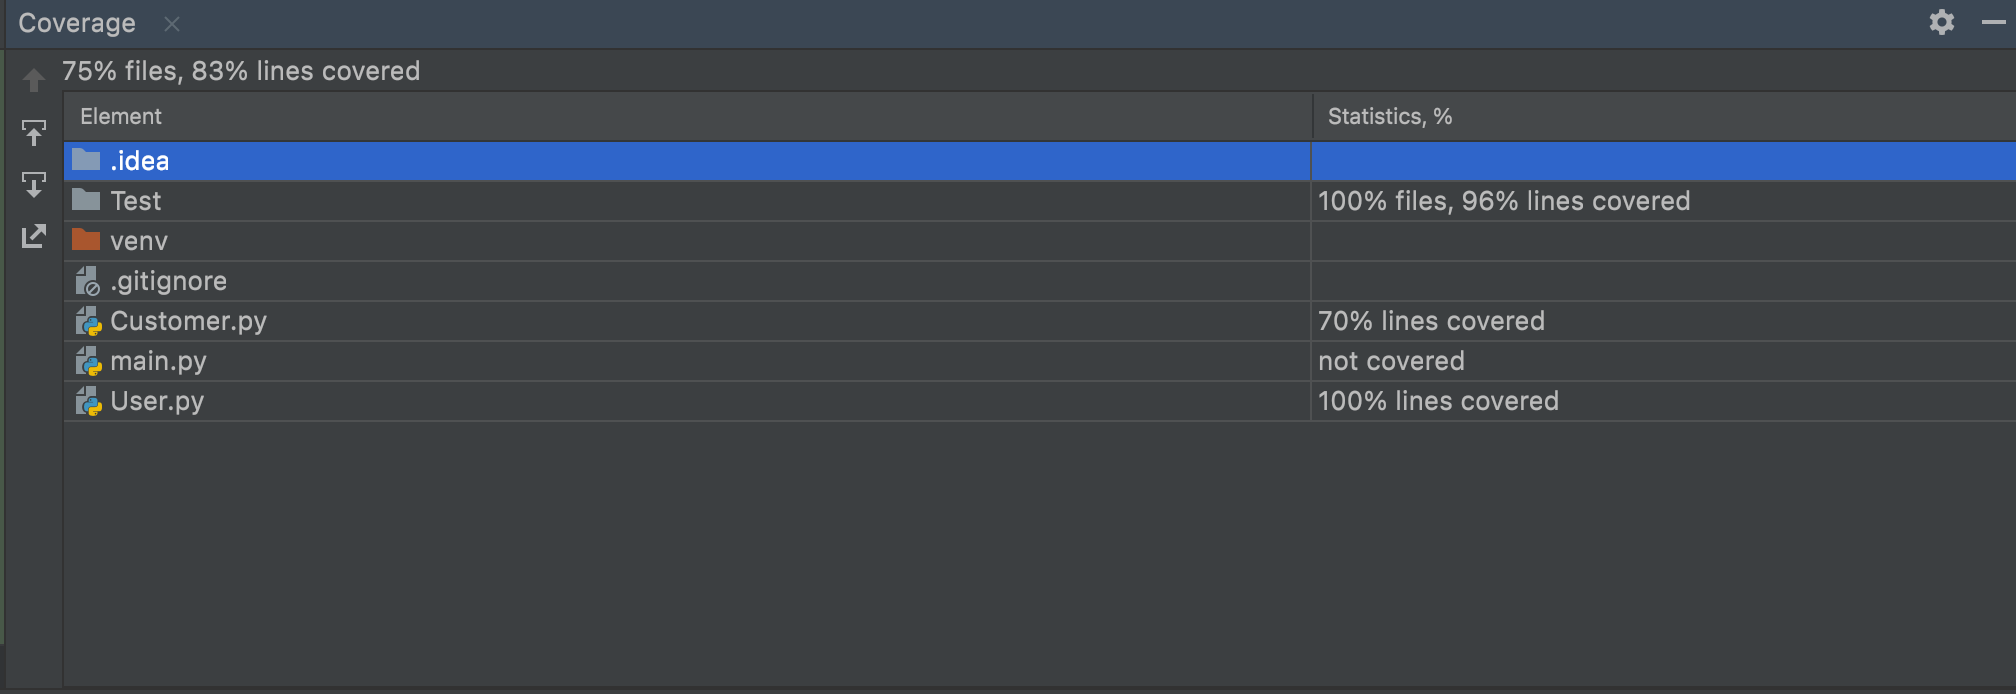 Coverage
75% files, 83% lines covered
Element Statistics, %
.idea
Test 100% files, 96% lines covered
venv
.gitignore
Customer.py 70% lines covered
main.py not covered
User.py 100% lines covered